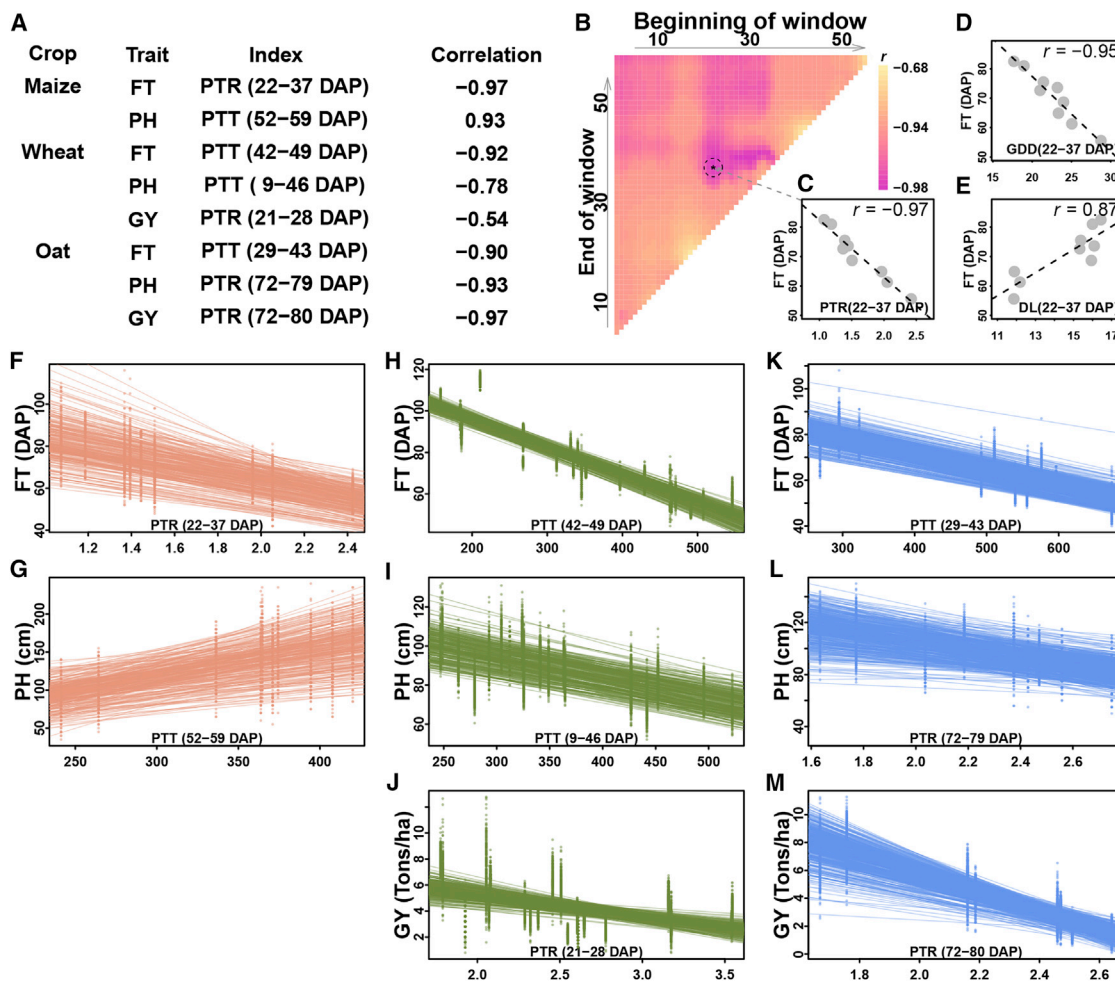 A
Crop Trait Index Correlation
Maize FT PTR (22−37 DAP) −0.97
PH PTT (52−59 DAP) 0.93
Wheat FT PTT (42−49 DAP) −0.92
PH PTT ( 9−46 DAP) −0.78
GY PTR (21−28 DAP) −0.54
Oat FT PTT (29−43 DAP) −0.90
PH PTR (72−79 DAP) −0.93
GY PTR (72−80 DAP) −0.97
B
Beginning of window
10 30 50
End of window
50
30
10
r
−0.68
−0.94
−0.98
C
r = −0.97
FT (DAP)
80
70
60
50
PTR(22−37 DAP)
1.0 1.5 2.0 2.5
D
r = −0.95
FT (DAP)
80
70
60
50
GDD(22−37 DAP)
15 20 25 30
E
r = 0.87
FT (DAP)
80
70
60
50
DL(22−37 DAP)
11 13 15 17
F
FT (DAP)
100
80
60
40
PTR (22−37 DAP)
1.2 1.4 1.6 1.8 2.0 2.2 2.4
H
FT (DAP)
120
100
80
60
PTT (42−49 DAP)
200 300 400 500
K
FT (DAP)
100
80
60
40
PTT (29−43 DAP)
300 400 500 600
G
PH (cm)
200
150
100
50
PTT (52−59 DAP)
250 300 350 400
I
PH (cm)
120
100
80
60
PTT (9−46 DAP)
250 300 350 400 450 500
L
PH (cm)
150
100
50
PTR (72−79 DAP)
1.6 1.8 2.0 2.2 2.4 2.6
J
GY (Tons/ha)
10
8
6
4
2
PTR (21−28 DAP)
2.0 2.5 3.0 3.5
M
GY (Tons/ha)
10
8
6
4
2
0
PTR (72−80 DAP)
1.8 2.0 2.2 2.4 2.6